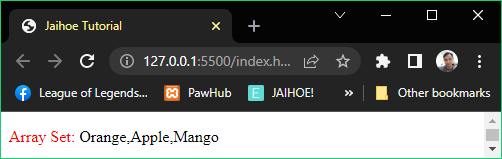 Jaihoe Tutorial
127.0.0.1:5500/index.h...
League of Legends... PawHub JAIHOE! » Other bookmarks
Array Set: Orange,Apple,Mango